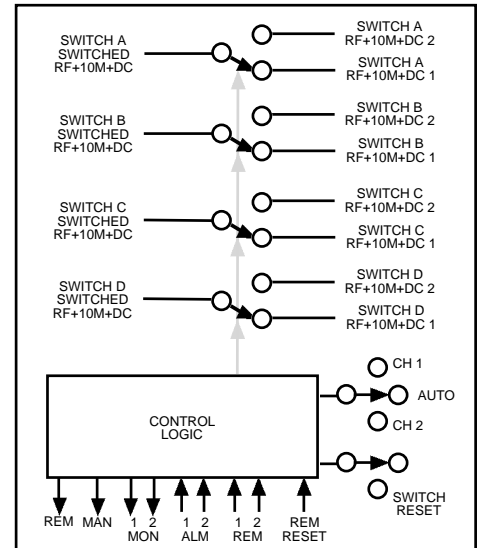 SWITCH A
SWITCHED
RF+10M+DC
SWITCH A
RF+10M+DC 2
SWITCH A
RF+10M+DC 1
SWITCH B
SWITCHED
RF+10M+DC
SWITCH B
RF+10M+DC 2
SWITCH B
RF+10M+DC 1
SWITCH C
SWITCHED
RF+10M+DC
SWITCH C
RF+10M+DC 2
SWITCH C
RF+10M+DC 1
SWITCH D
SWITCHED
RF+10M+DC
SWITCH D
RF+10M+DC 2
SWITCH D
RF+10M+DC 1
CONTROL
LOGIC
CH 1
AUTO
CH 2
SWITCH
RESET
REM
MAN
1 2
MON
1 2
ALM
1 2
REM
REM
RESET